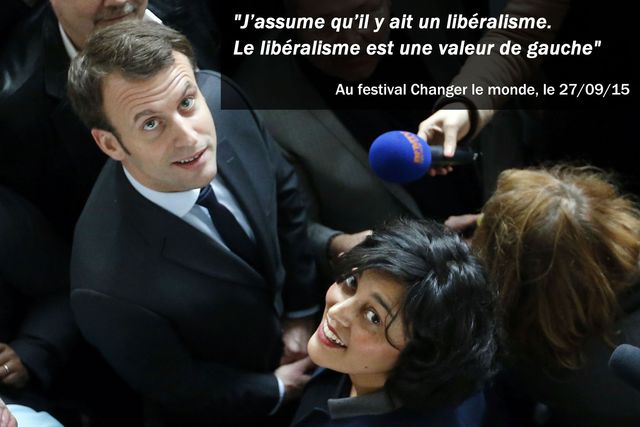 "J’assume qu’il y ait un libéralisme.
Le libéralisme est une valeur de gauche"
Au festival Changer le monde, le 27/09/15